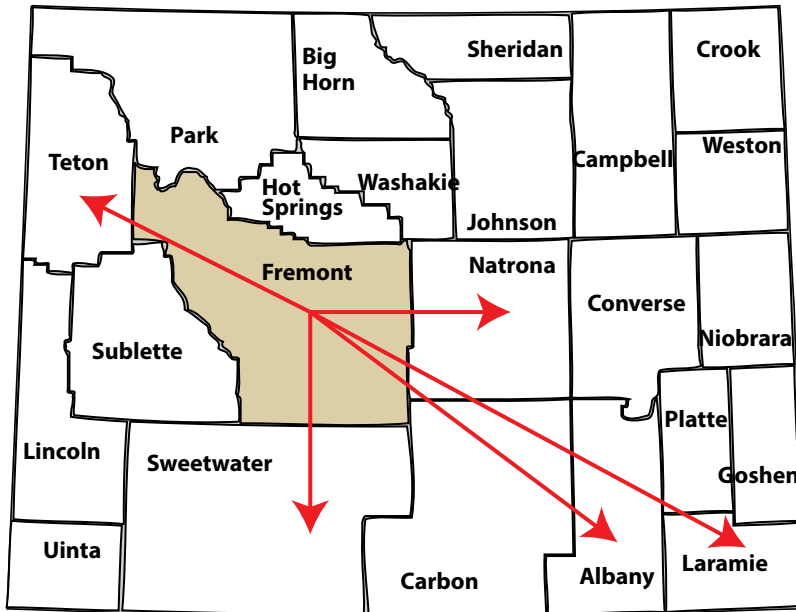 Sheridan
Crook
Big
Horn
Park
Weston
Teton
Campbell
Washakie
Hot
Springs
Johnson
Fremont
Natrona
Converse
Niobrara
Sublette
Platte
Lincoln
Sweetwater
Goshen
Uinta
Laramie
Albany
Carbon